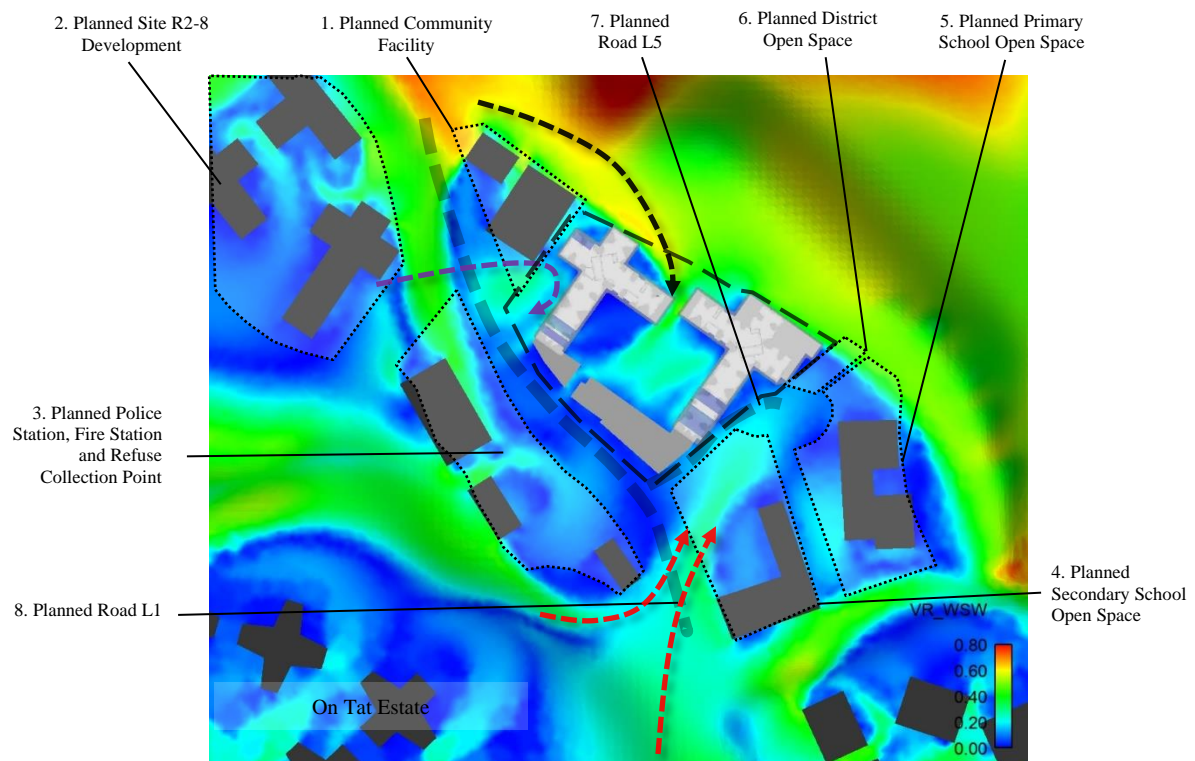 2. Planned Site R2-8
Development
1. Planned Community
Facility
7. Planned
Road L5
6. Planned District
Open Space
5. Planned Primary
School Open Space
3. Planned Police
Station, Fire Station
and Refuse
Collection Point
8. Planned Road L1
4. Planned
Secondary School
Open Space
On Tat Estate
VR_WSW
0.80
0.60
0.40
0.20
0.00